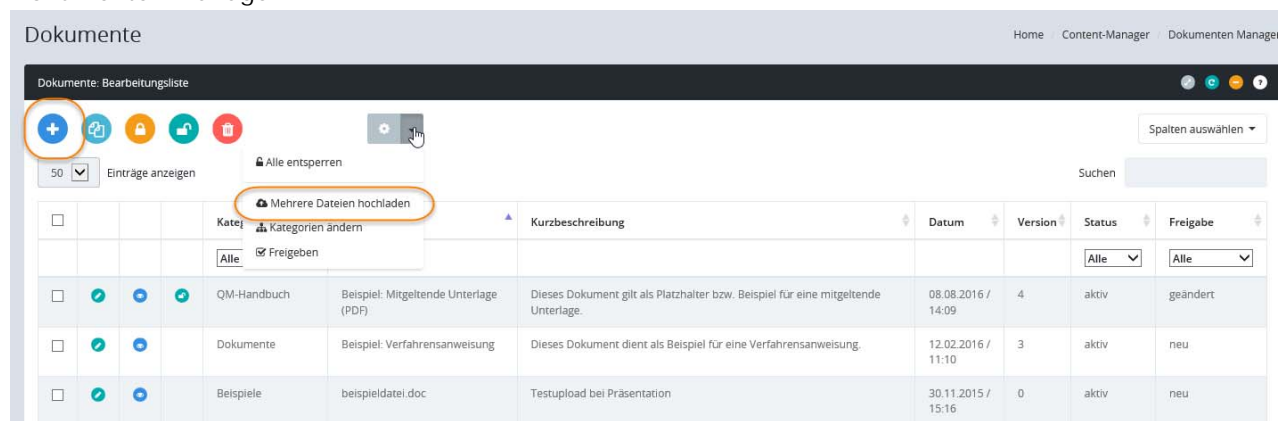 Dokumente
Home / Content-Manager / Dokumenten Manager
Dokumente: Bearbeitungsliste
Spalten auswählen
Alle entsperren
50 Einträge anzeigen
Suchen
Mehrere Dateien hochladen
Kategorien ändern
Freigeben
Kateg Kurzbeschreibung Datum Version Status Freigabe
Alle Alle Alle
QM-Handbuch Beispiel: Mitgeltende Unterlage (PDF) Dieses Dokument gilt als Platzhalter bzw. Beispiel für eine mitgeltende Unterlage. 08.08.2016 / 14:09 4 aktiv geändert
Dokumente Beispiel: Verfahrensanweisung Dieses Dokument dient als Beispiel für eine Verfahrensanweisung. 12.02.2016 / 11:10 3 aktiv neu
Beispiele beispieldatei.doc Testupload bei Präsentation 30.11.2015 / 15:16 0 aktiv neu